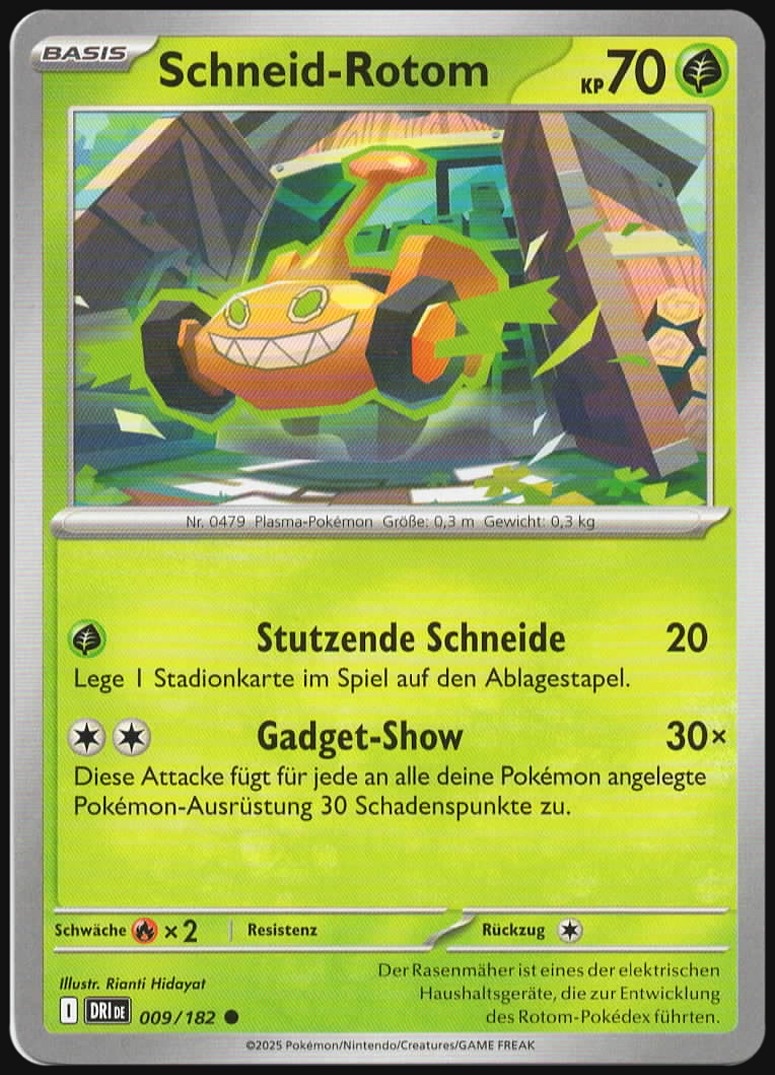 BASIS
Schneid-Rotom
KP 70
Nr. 0479 Plasma-Pokémon Größe: 0,3 m Gewicht: 0,3 kg
Stutzende Schneide 20
Lege 1 Stadionkarte im Spiel auf den Ablagestapel.
Gadget-Show 30×
Diese Attacke fügt für jede an alle deine Pokémon angelegte
Pokémon-Ausrüstung 30 Schadenspunkte zu.
Schwäche ×2 Resistenz Rückzug
Illustr. Rianti Hidayat
I DRI DE 009/182
Der Rasenmäher ist eines der elektrischen
Haushaltsgeräte, die zur Entwicklung
des Rotom-Pokédex führten.
©2025 Pokémon/Nintendo/Creatures/GAME FREAK